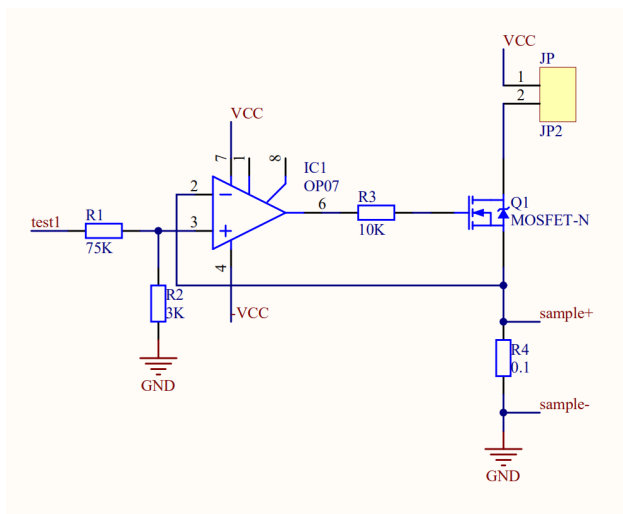 VCC
JP
1
2
JP2
VCC
7
1
8
IC1
OP07
2
3
6
4
test1
R1
75K
R3
10K
Q1
MOSFET-N
R2
3K
-VCC
GND
sample+
R4
0.1
sample-
GND